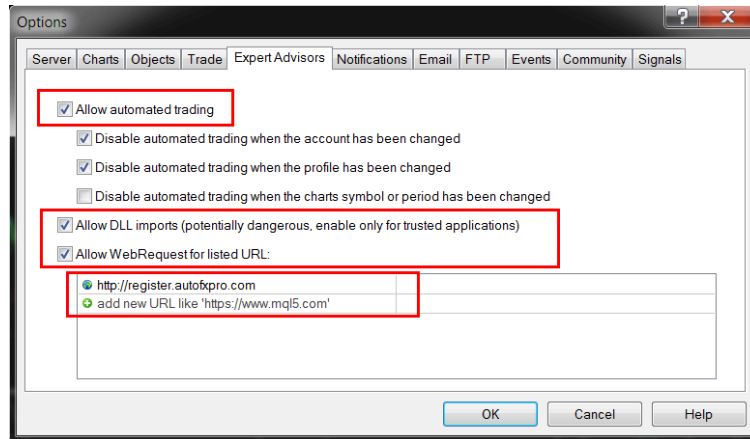 Options
Server Charts Objects Trade Expert Advisors Notifications Email FTP Events Community Signals
Allow automated trading
Disable automated trading when the account has been changed
Disable automated trading when the profile has been changed
Disable automated trading when the charts symbol or period has been changed
Allow DLL imports (potentially dangerous, enable only for trusted applications)
Allow WebRequest for listed URL:
http://register.autofxpro.com
add new URL like 'https://www.mql5.com'
OK Cancel Help